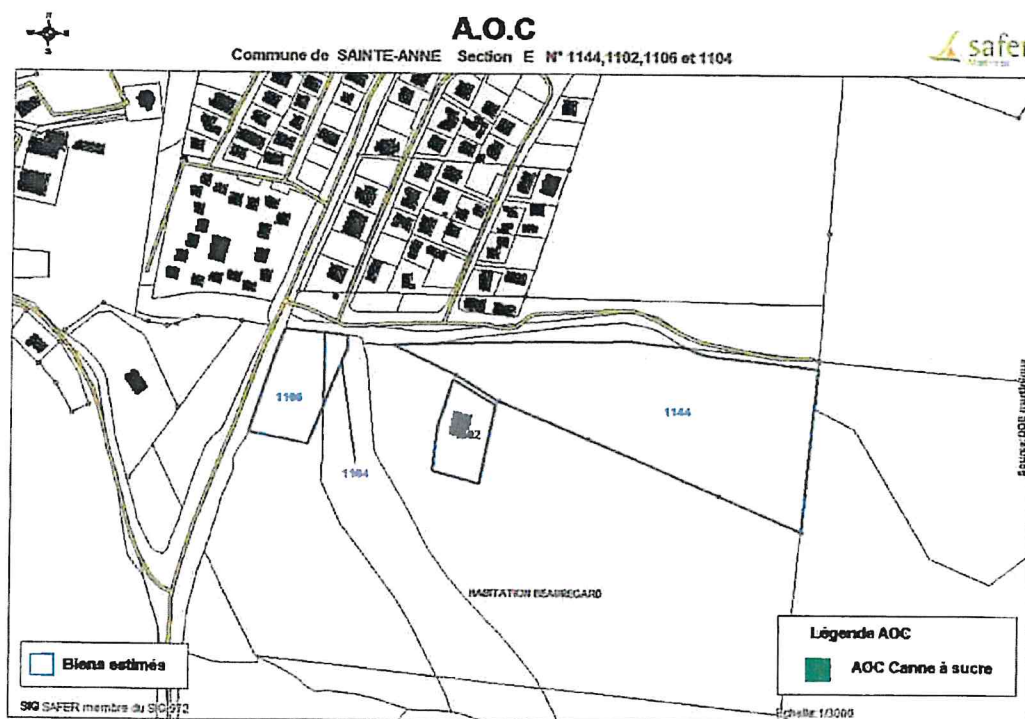 A.O.C
Commune de SAINTE-ANNE Section E N° 1144,1102,1106 et 1104
safer
1106
1144
1104
HABITATION BEAUREGARD
Biens estimés
Légende AOC
AOC Canne à sucre
SIG SAFER membre du SIG 972
Echelle 1/3000